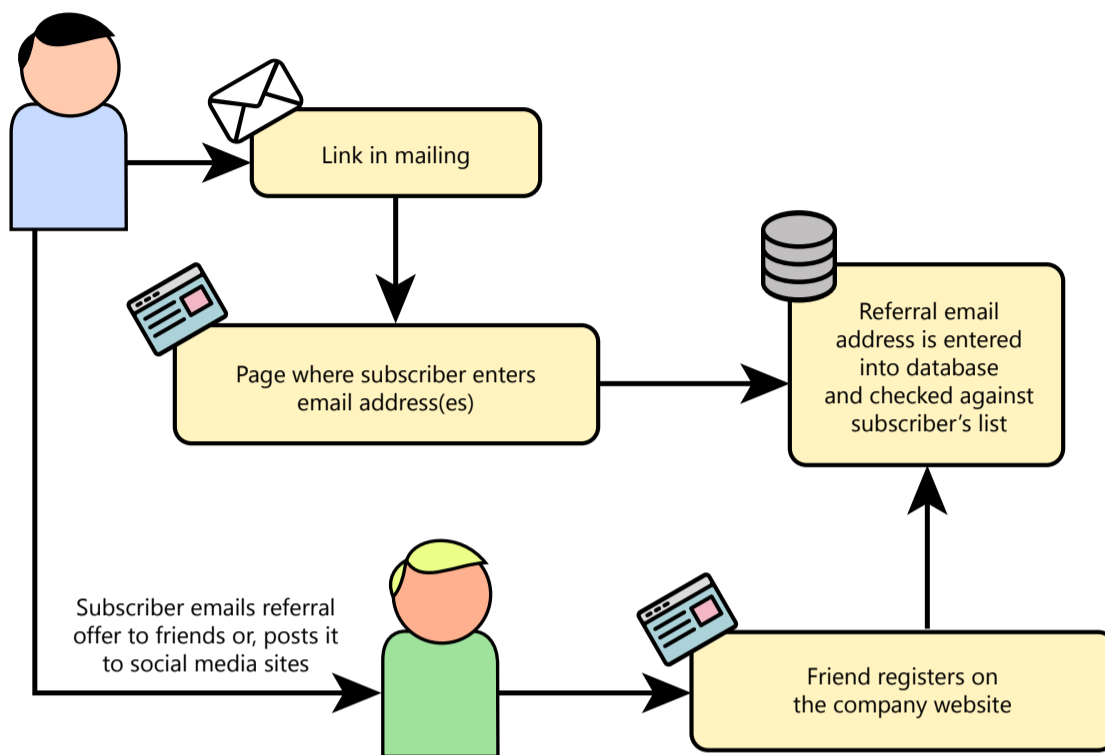 Link in mailing
Page where subscriber enters
email address(es)
Referral email
address is entered
into database
and checked against
subscriber’s list
Subscriber emails referral
offer to friends or, posts it
to social media sites
Friend registers on
the company website